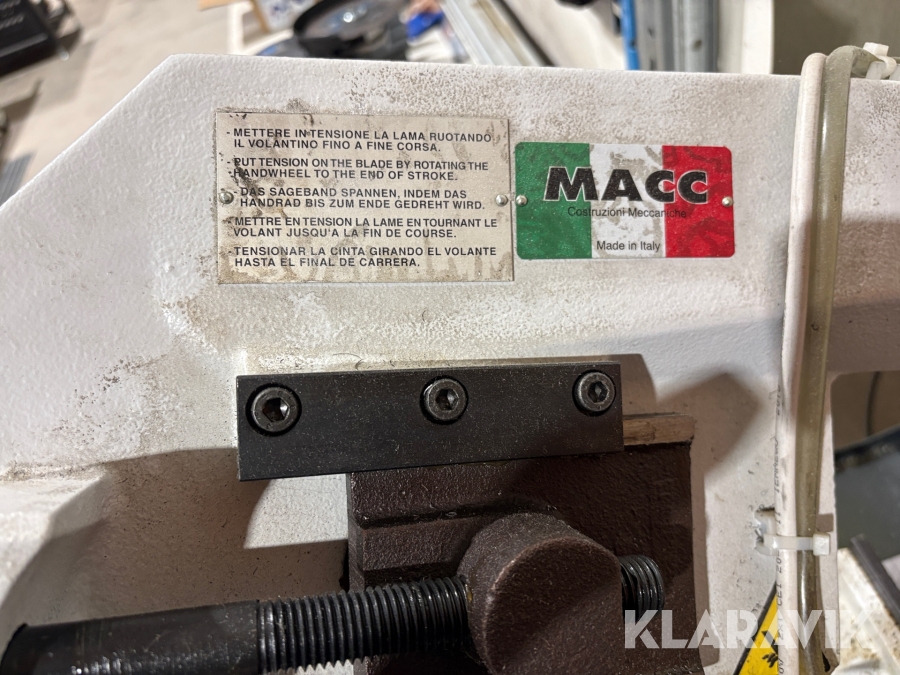 - METTERE IN TENSIONE LA LAMA RUOTANDO
IL VOLANTINO FINO A FINE CORSA.
- PUT TENSION ON THE BLADE BY ROTATING THE
HANDWHEEL TO THE END OF STROKE.
- DAS SAGEBAND SPANNEN, INDEM DAS
HANDRAD BIS ZUM ENDE GEDREHT WIRD.
- METTRE EN TENSION LA LAME EN TOURNANT LE
VOLANT JUSQU'A LA FIN DE COURSE.
- TENSIONAR LA CINTA GIRANDO EL VOLANTE
HASTA EL FINAL DE CARRERA.
MACC
Costruzioni Meccaniche
Made in Italy
KLARAVIK